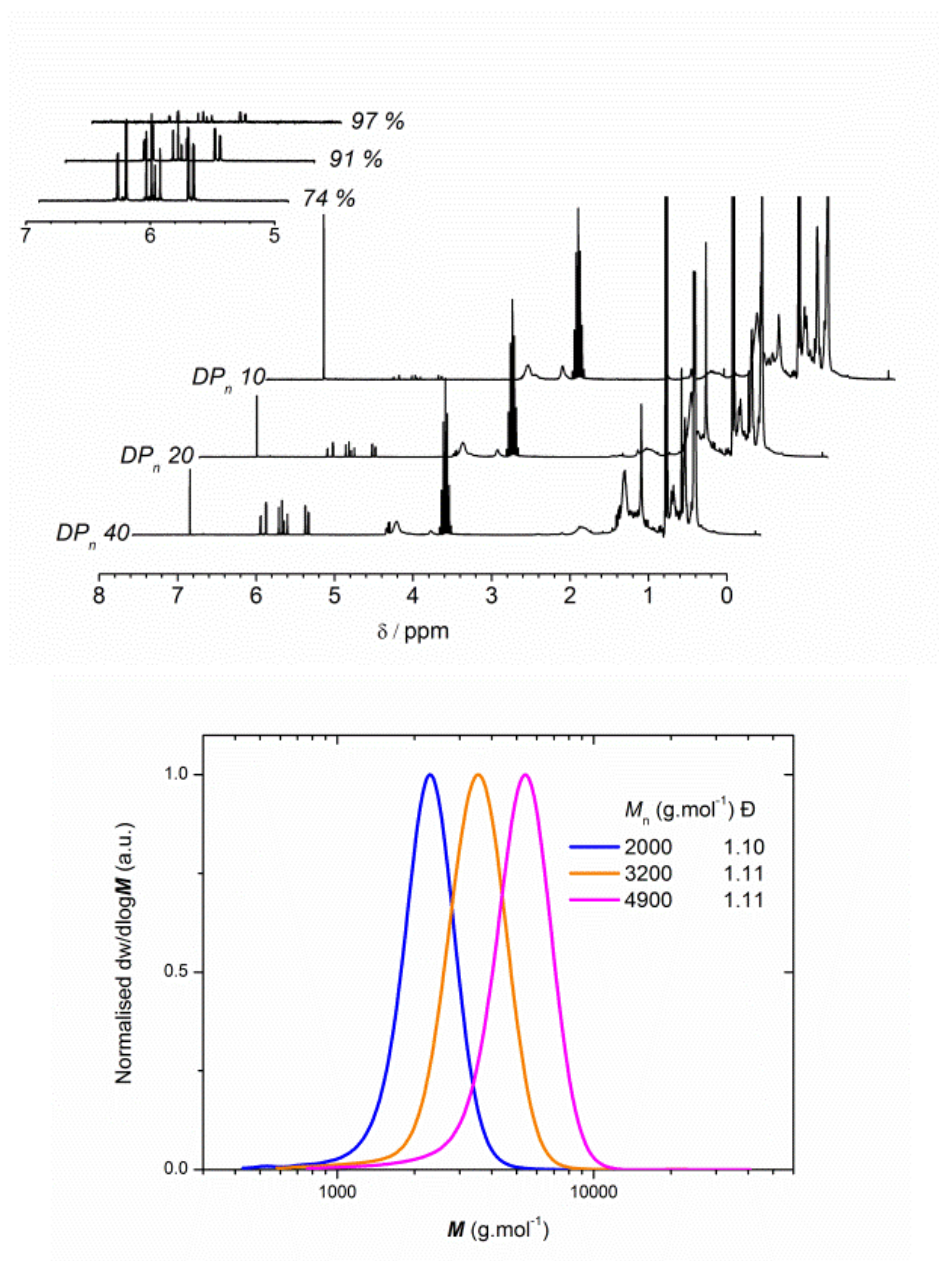 97 %
91 %
74 %
7 6 5
DPn 10
DPn 20
DPn 40
8 7 6 5 4 3 2 1 0
δ / ppm
1.0
Mn (g.mol-1) Đ
2000 1.10
3200 1.11
4900 1.11
0.5
Normalised dw/dlogM (a.u.)
0.0
1000 10000
M (g.mol-1)